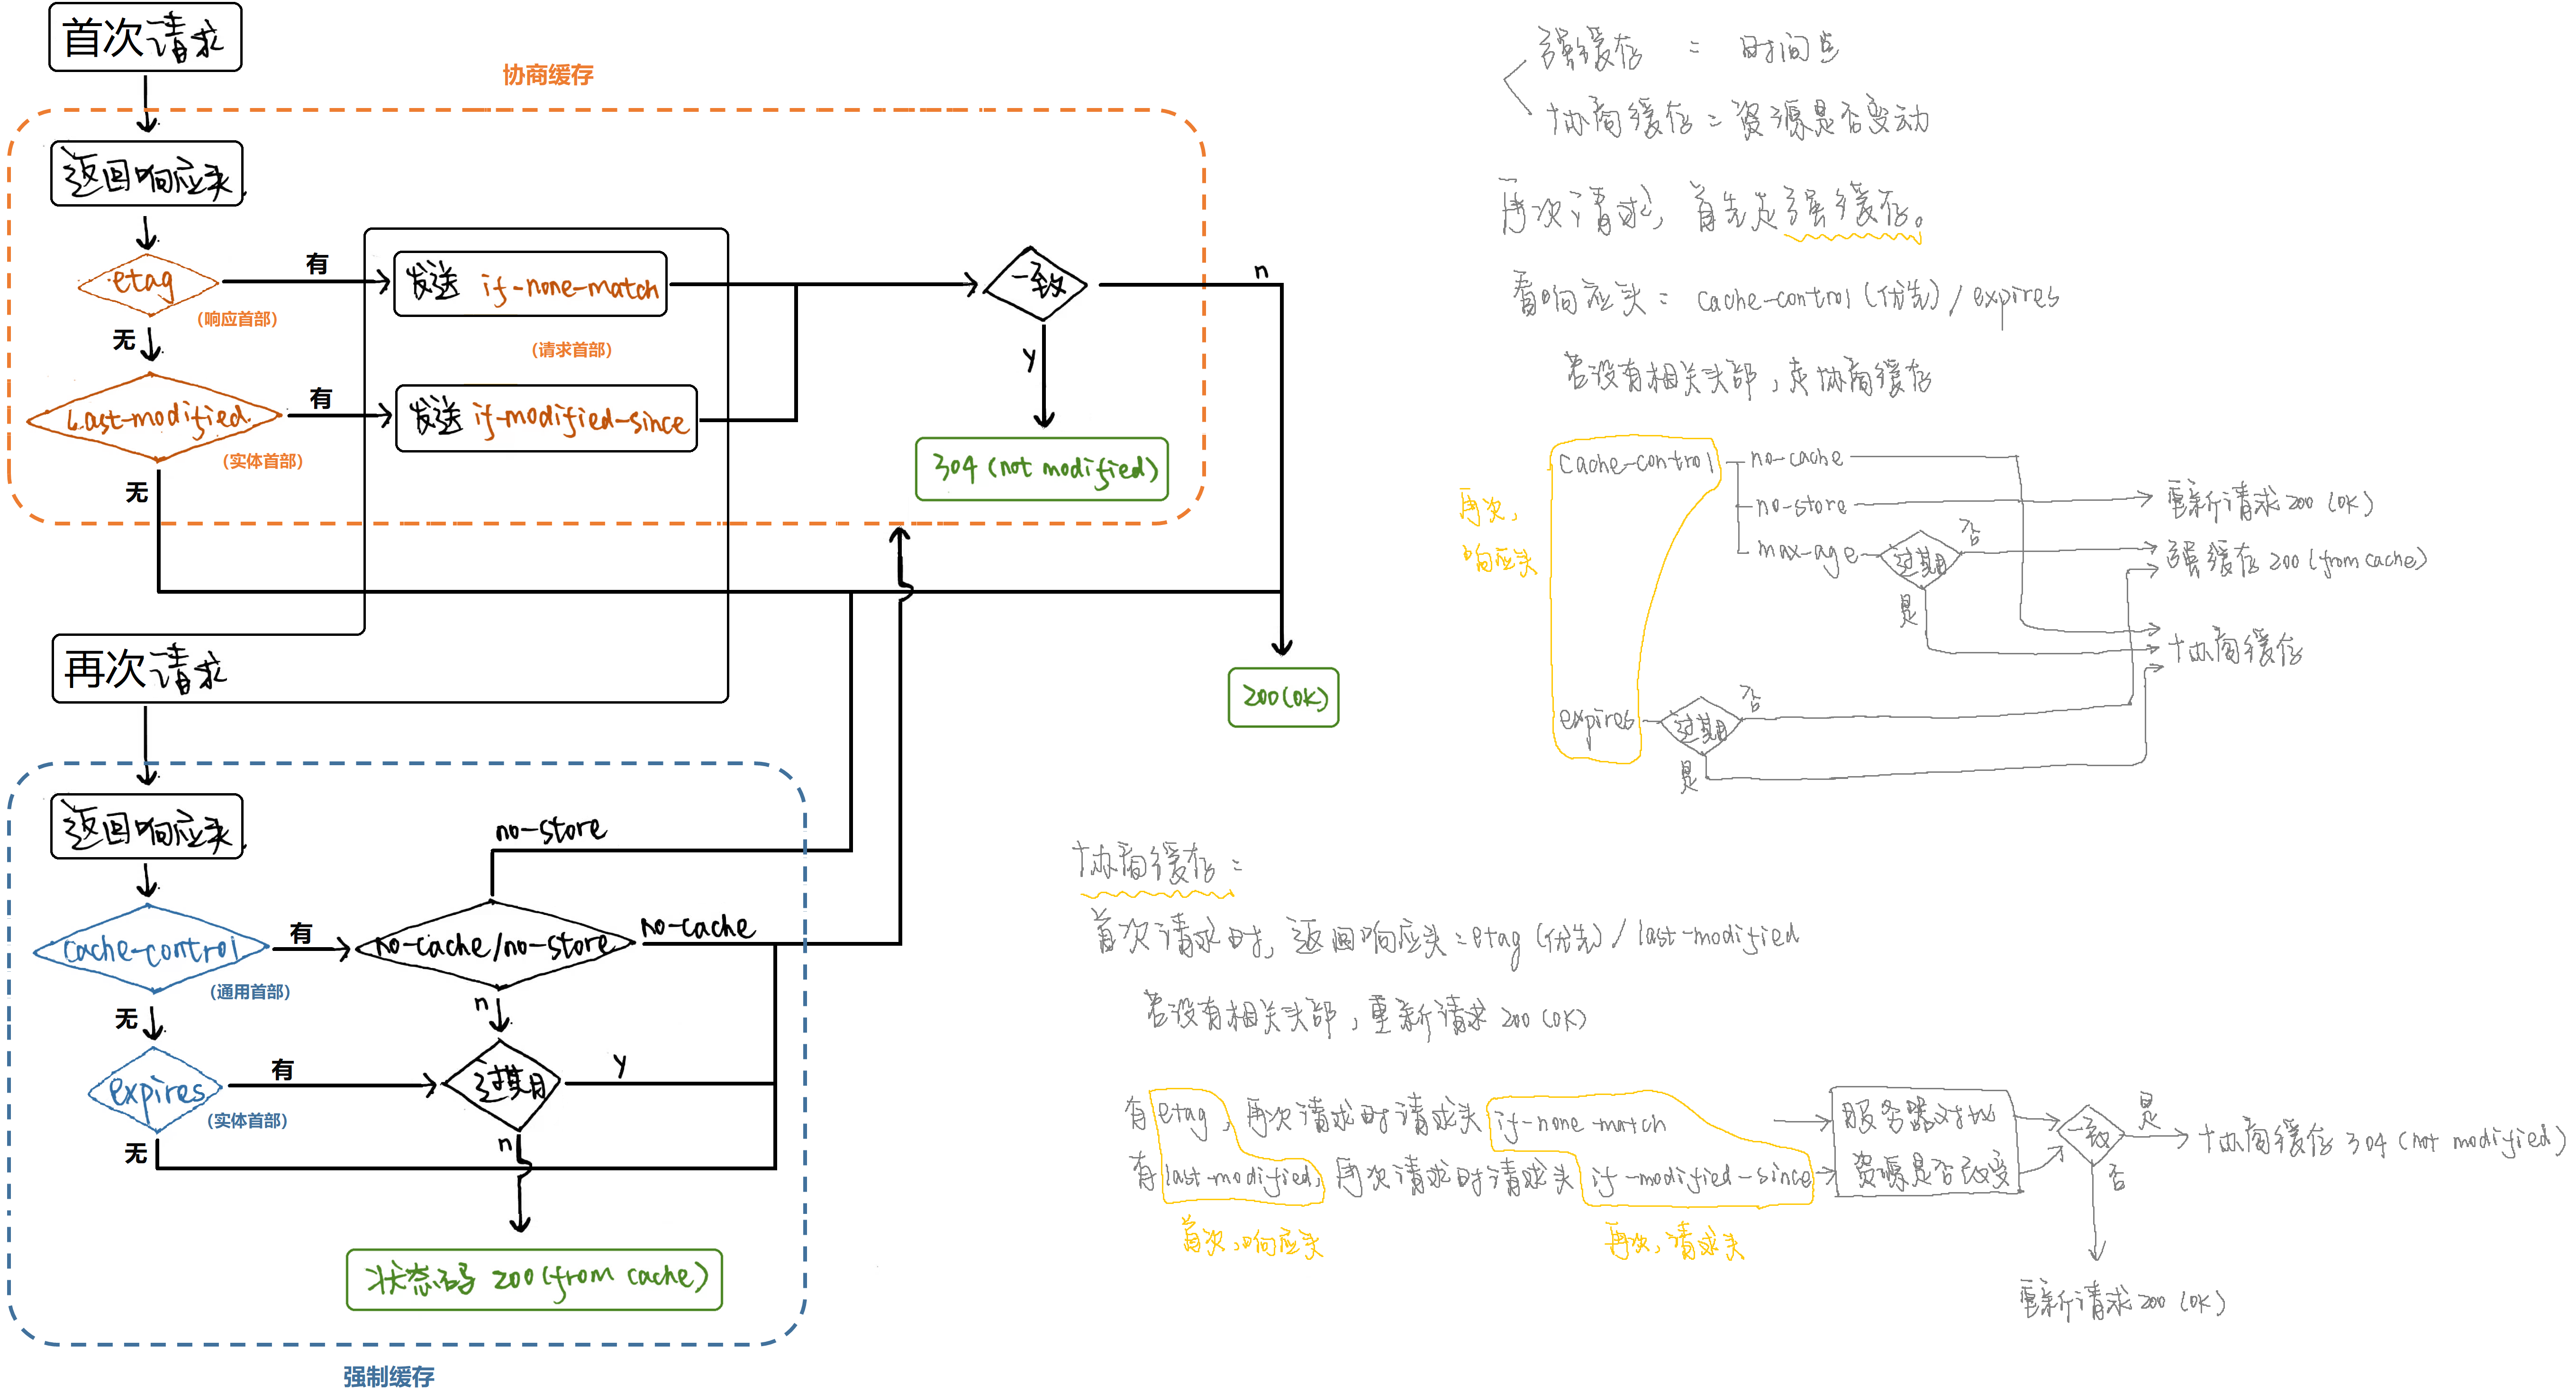 首次请求
协商缓存
返回响应头
etag
有
发送 if-none-match
一致
n
(响应首部)
(请求首部)
无
y
Last-modified
有
发送 if-modified-since
(实体首部)
304 (not modified)
无
再次请求
200 (OK)
返回响应头
no-store
cache-control
有
no-cache/no-store
no-cache
(通用首部)
无
n
expires
有
过期
y
(实体首部)
无
n
状态码 200 (from cache)
强制缓存
强缓存 : 时间
协商缓存 : 资源是否变动
再次请求, 首先走强缓存。
看响应头 : cache-control (优先) / expires
若没有相关头部, 走协商缓存
再次,
响应头
cache-control
no-cache
no-store
重新请求 200 (OK)
max-age
过期
否
强缓存 200 (from cache)
是
协商缓存
expires
过期
否
是
协商缓存 :
首次请求时, 返回响应头 : etag (优先) / last-modified
若没有相关头部, 重新请求 200 (OK)
有 etag, 再次请求时请求头 if-none-match
有 last-modified, 再次请求时请求头 if-modified-since
首次, 响应头
再次, 请求头
服务器对比
资源是否改变
一致
是
协商缓存 304 (not modified)
否
重新请求 200 (OK)